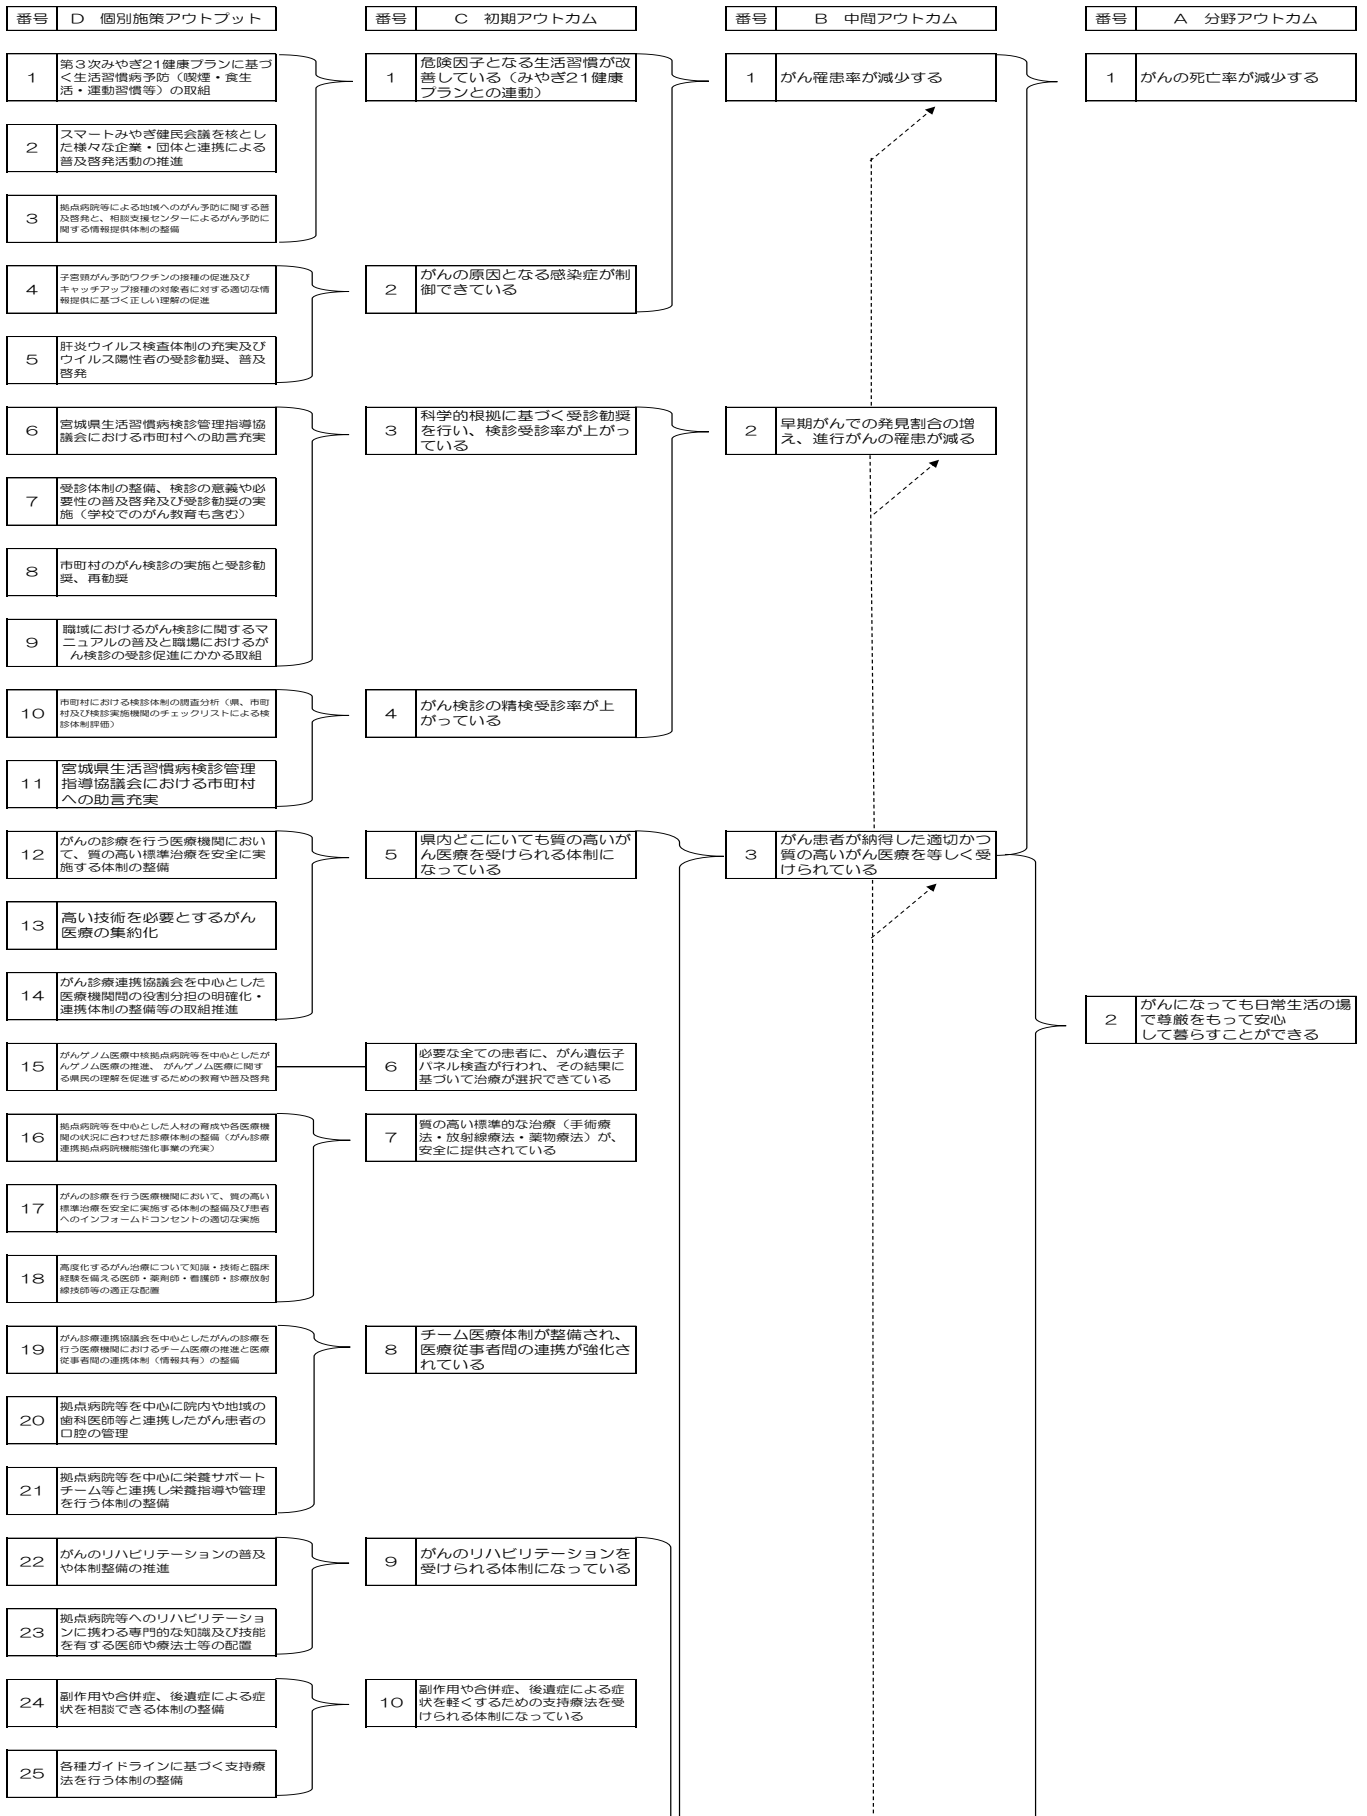 番号 D 個別施策アウトプット
番号 C 初期アウトカム
番号 B 中間アウトカム
番号 A 分野アウトカム
1
第3次みやぎ21健康プランに基づ
く生活習慣病予防（喫煙・食生
活・運動習慣等）の取組
1
危険因子となる生活習慣が改
善している（みやぎ21健康
プランとの連動）
1
がん罹患率が減少する
1
がんの死亡率が減少する
2
スマートみやぎ健民会議を核とし
た様々な企業・団体と連携による
普及啓発活動の推進
3
拠点病院等による地域へのがん予防に関する普
及啓発と、相談支援センターによるがん予防に
関する情報提供体制の整備
4
子宮頸がん予防ワクチンの接種の促進及び
キャッチアップ接種の対象者に対する適切な情
報提供に基づく正しい理解の促進
2
がんの原因となる感染症が制
御できている
5
肝炎ウイルス検査体制の充実及び
ウイルス陽性者の受診勧奨、普及
啓発
6
宮城県生活習慣病検診管理指導協
議会における市町村への助言充実
3
科学的根拠に基づく受診勧奨
を行い、検診受診率が上がっ
ている
2
早期がんでの発見割合の増
え、進行がんの罹患が減る
7
受診体制の整備、検診の意義や必
要性の普及啓発及び受診勧奨の実
施（学校でのがん教育も含む）
8
市町村のがん検診の実施と受診勧
奨、再勧奨
9
職域におけるがん検診に関するマ
ニュアルの普及と職場におけるが
ん検診の受診促進にかかる取組
10
市町村における検診体制の調査分析（県、市町
村及び検診実施機関のチェックリストによる検
診体制評価）
4
がん検診の精検受診率が上
がっている
11
宮城県生活習慣病検診管理
指導協議会における市町村
への助言充実
12
がんの診療を行う医療機関におい
て、質の高い標準治療を安全に実
施する体制の整備
5
県内どこにいても質の高いが
ん医療を受けられる体制に
なっている
3
がん患者が納得した適切かつ
質の高いがん医療を等しく受
けられている
13
高い技術を必要とするがん
医療の集約化
14
がん診療連携協議会を中心とした
医療機関間の役割分担の明確化・
連携体制の整備等の取組推進
2
がんになっても日常生活の場
で尊厳をもって安心
して暮らすことができる
15
がんゲノム医療中核拠点病院等を中心としたが
んゲノム医療の推進、 がんゲノム医療に関す
る県民の理解を促進するための教育や普及啓発
6
必要な全ての患者に、がん遺伝子
パネル検査が行われ、その結果に
基づいて治療が選択できている
16
拠点病院等を中心とした人材の育成や各医療機
関の状況に合わせた診療体制の整備（がん診療
連携拠点病院機能強化事業の充実）
7
質の高い標準的な治療（手術療
法・放射線療法・薬物療法）が、
安全に提供されている
17
がんの診療を行う医療機関において、質の高い
標準治療を安全に実施する体制の整備及び患者
へのインフォームドコンセントの適切な実施
18
高度化するがん治療について知識・技術と臨床
経験を備える医師・薬剤師・看護師・診療放射
線技師等の適正な配置
19
がん診療連携協議会を中心としたがんの診療を
行う医療機関におけるチーム医療の推進と医療
従事者間の連携体制（情報共有）の整備
8
チーム医療体制が整備され、
医療従事者間の連携が強化さ
れている
20
拠点病院等を中心に院内や地域の
歯科医師等と連携したがん患者の
口腔の管理
21
拠点病院等を中心に栄養サポート
チーム等と連携し栄養指導や管理
を行う体制の整備
22
がんのリハビリテーションの普及
や体制整備の推進
9
がんのリハビリテーションを
受けられる体制になっている
23
拠点病院等へのリハビリテーショ
ンに携わる専門的な知識及び技能
を有する医師や療法士等の配置
24
副作用や合併症、後遺症による症
状を相談できる体制の整備
10
副作用や合併症、後遺症による症
状を軽くするための支持療法を受
けられる体制になっている
25
各種ガイドラインに基づく支持療
法を行う体制の整備